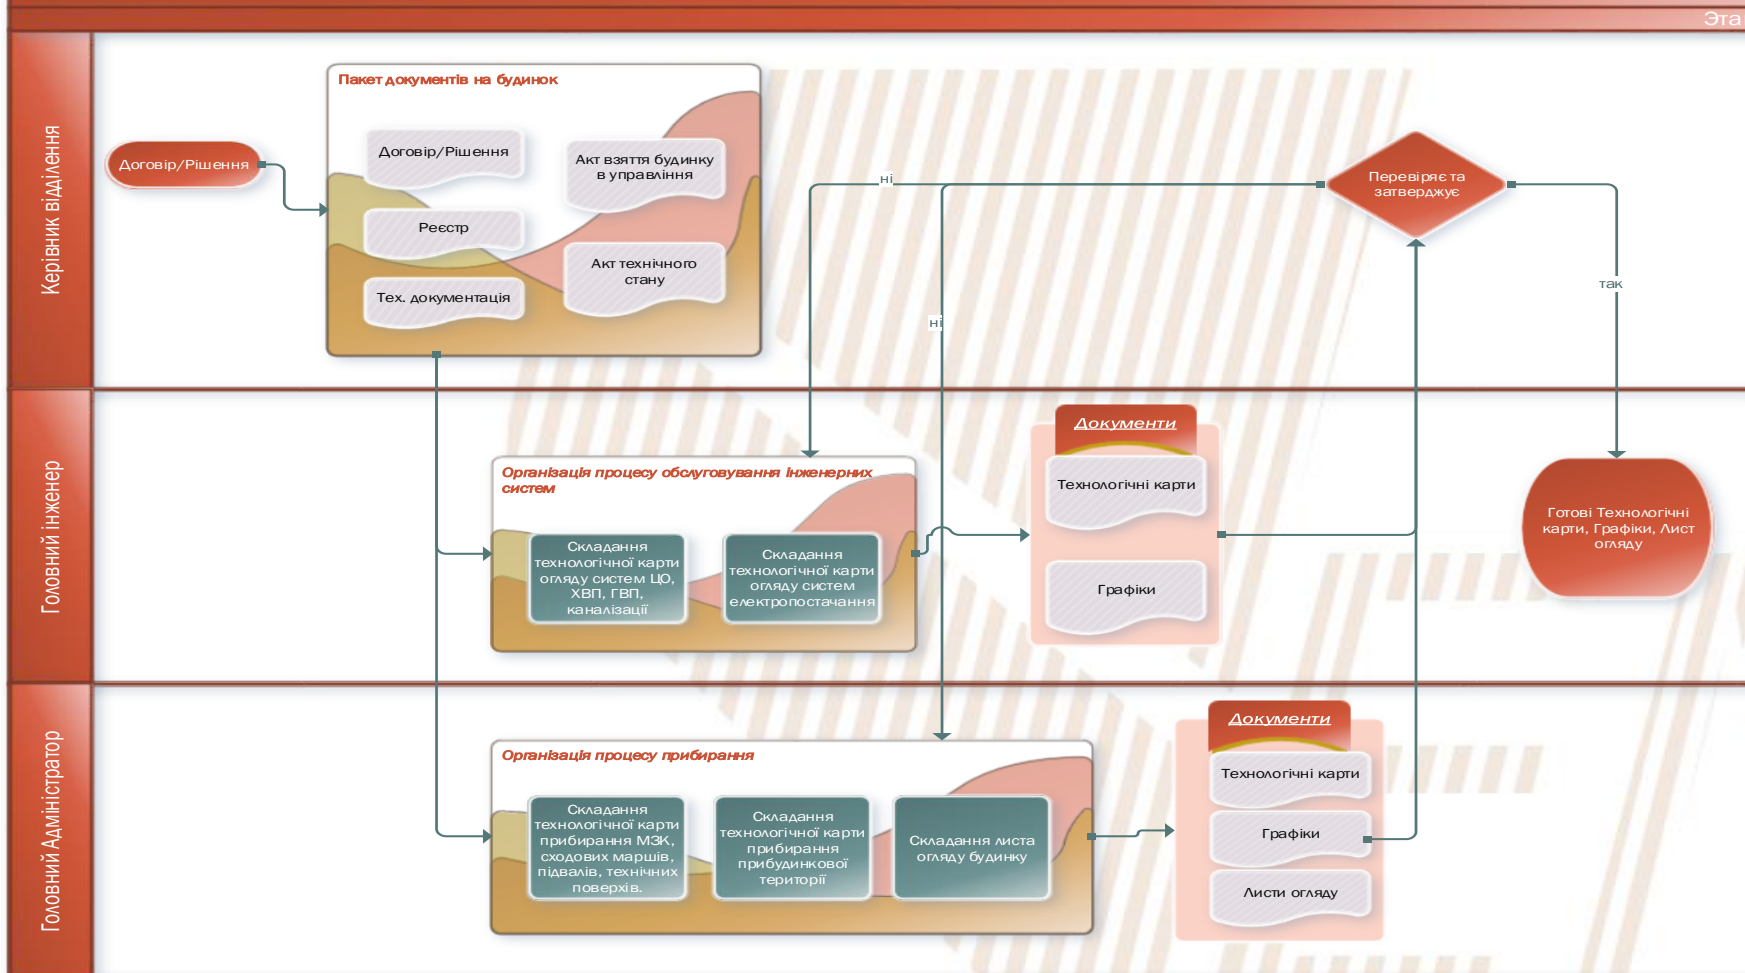 Эта
Керівник відділення
Договір/Рішення
Пакет документів на будинок
Договір/Рішення
Реєстр
Тех. документація
Акт взяття будинку
в управління
Акт технічного
стану
ні
ні
Перевіряє та
затверджує
так
Головний інженер
Організація процесу обслуговування інженерних
систем
Складання
технологічної карти
огляду систем ЦО,
ХВП, ГВП,
каналізації
Складання
технологічної карти
огляду систем
електропостачання
Документи
Технологічні карти
Графіки
Готові Технологічні
карти, Графіки, Лист
огляду
Головний Адміністратор
Організація процесу прибирання
Складання
технологічної карти
прибирання МЗК,
сходових маршів,
підвалів, технічних
поверхів.
Складання
технологічної карти
прибирання
прибудинкової
території
Складання листа
огляду будинку
Документи
Технологічні карти
Графіки
Листи огляду